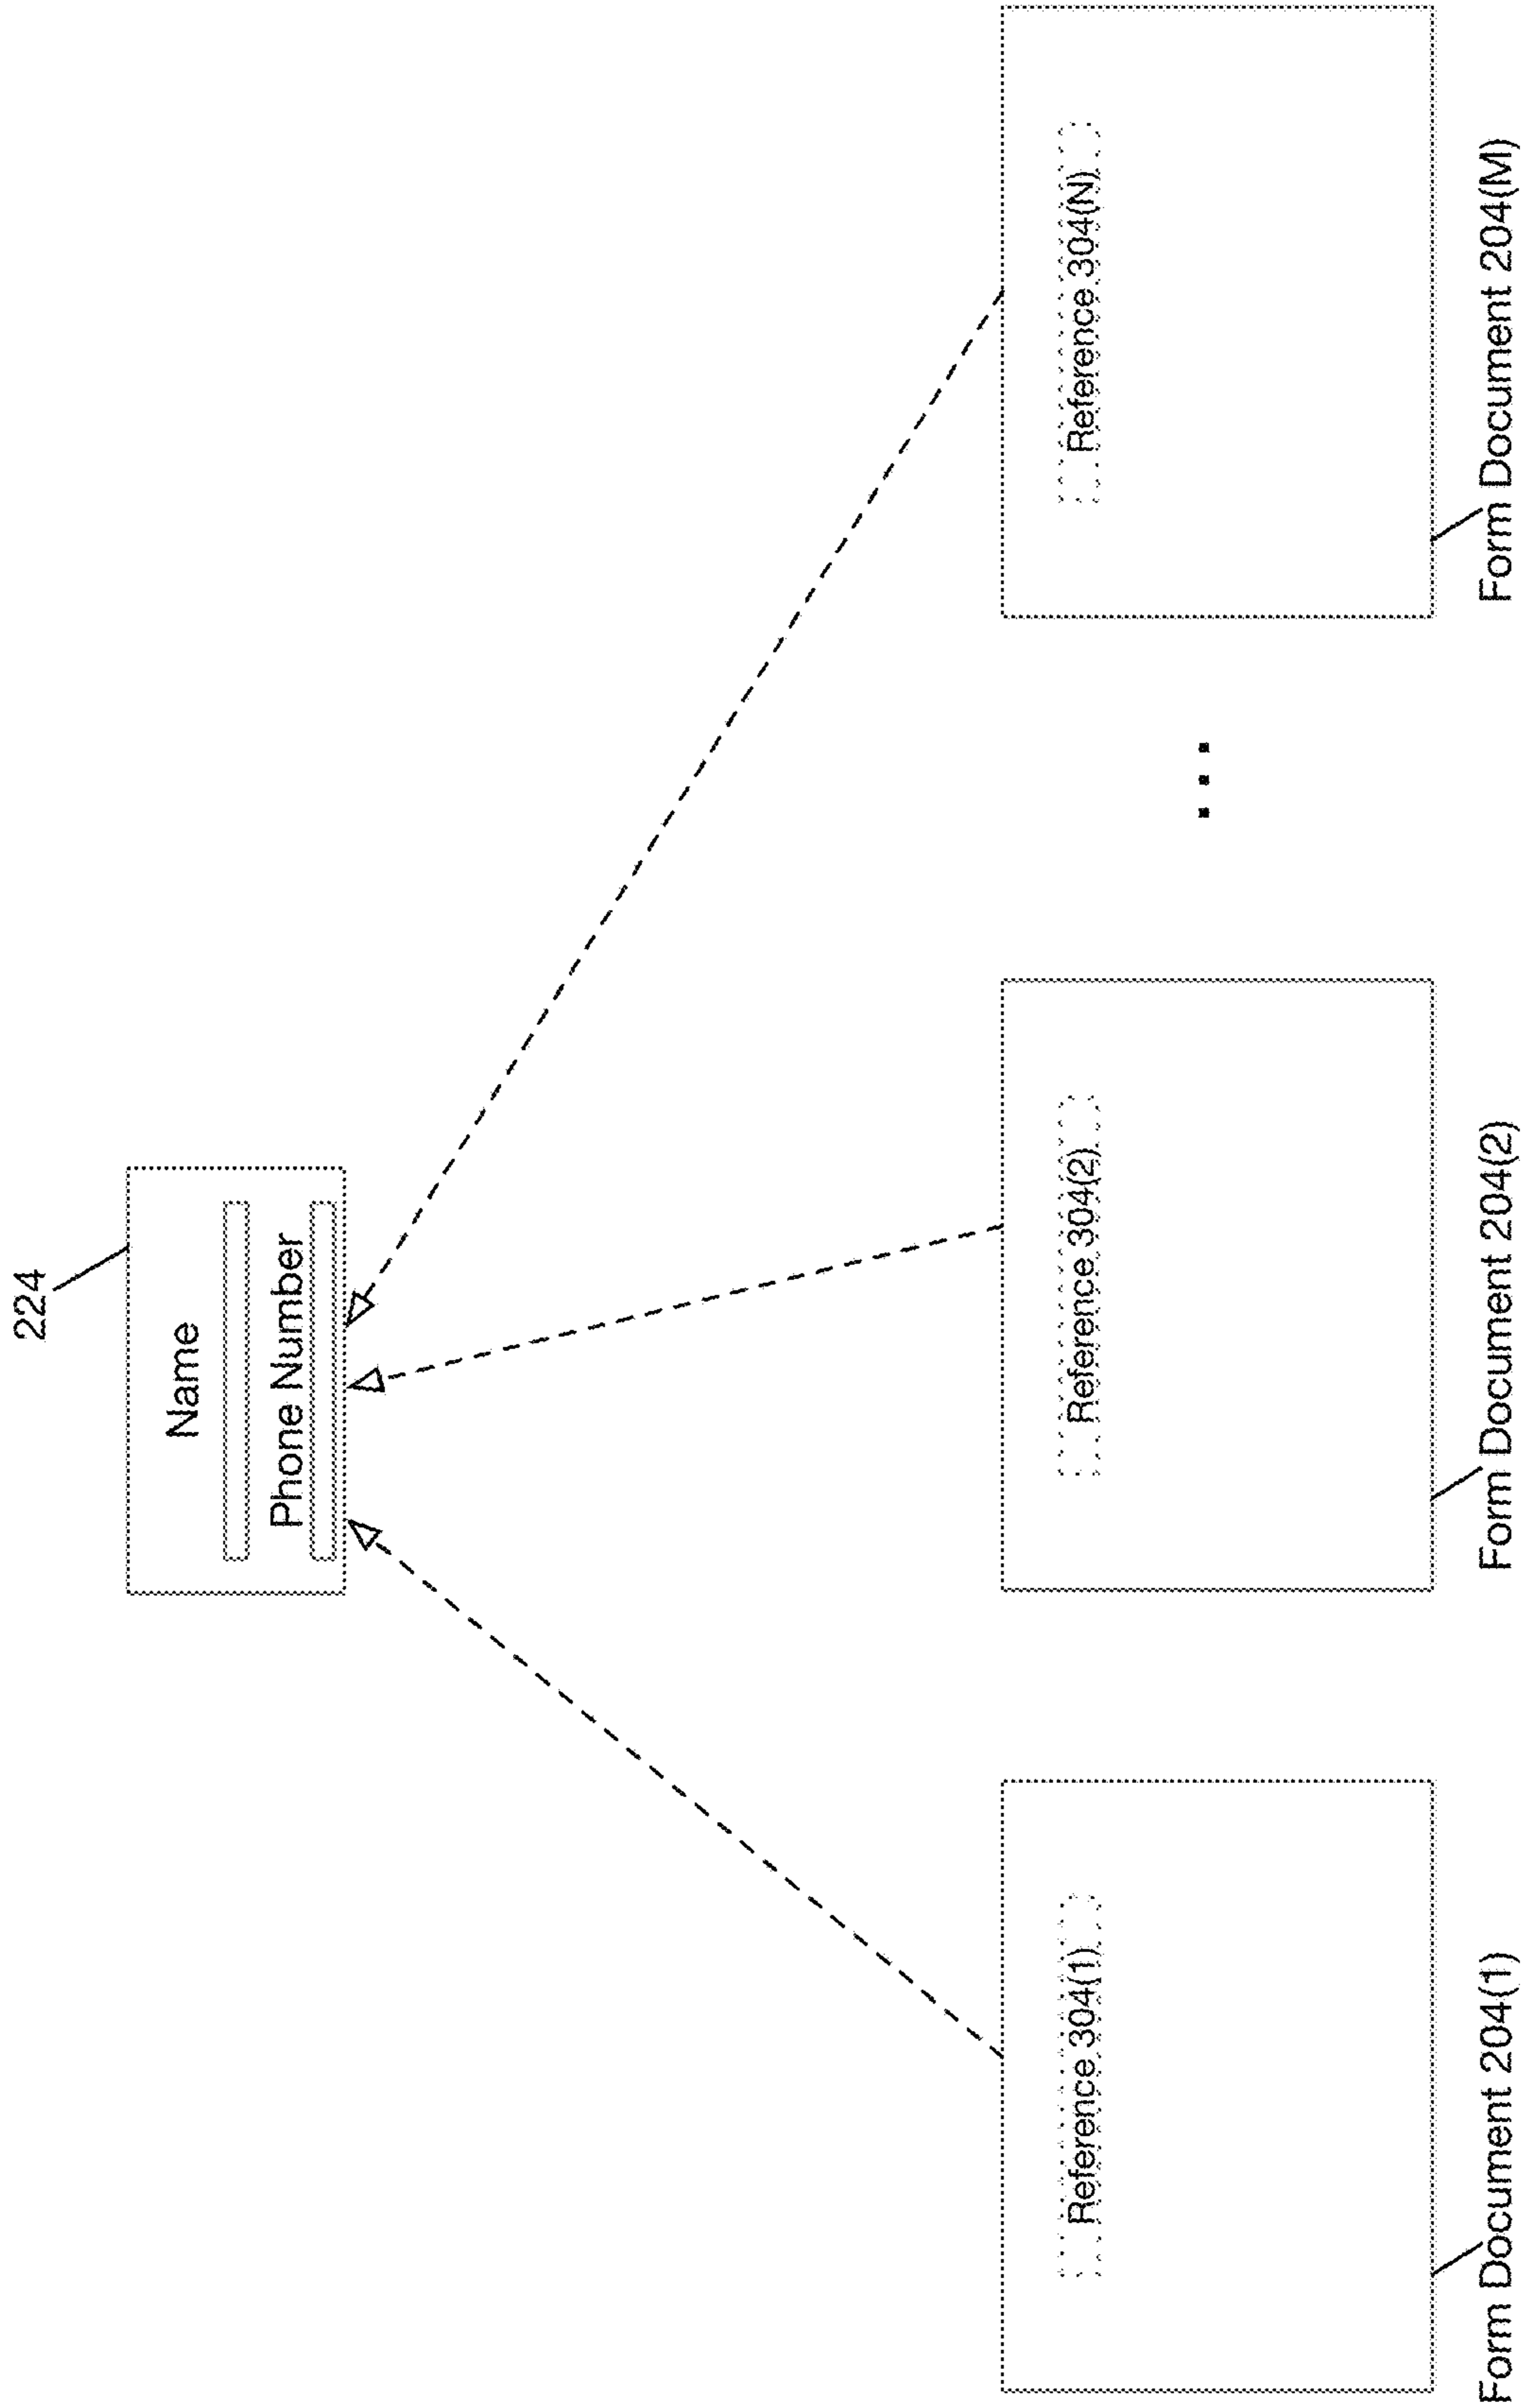 224
Name
Phone Number
Reference 304(1)
Reference 304(2)
Reference 304(N)
...
Form Document 204(1)
Form Document 204(2)
Form Document 204(M)